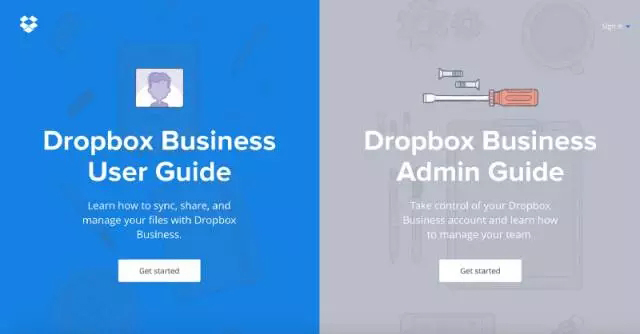 Sign in
Dropbox Business
User Guide
Learn how to sync, share, and
manage your files with Dropbox
Business.
Get started
Dropbox Business
Admin Guide
Take control of your Dropbox
Business account and learn how
to manage your team
Get started